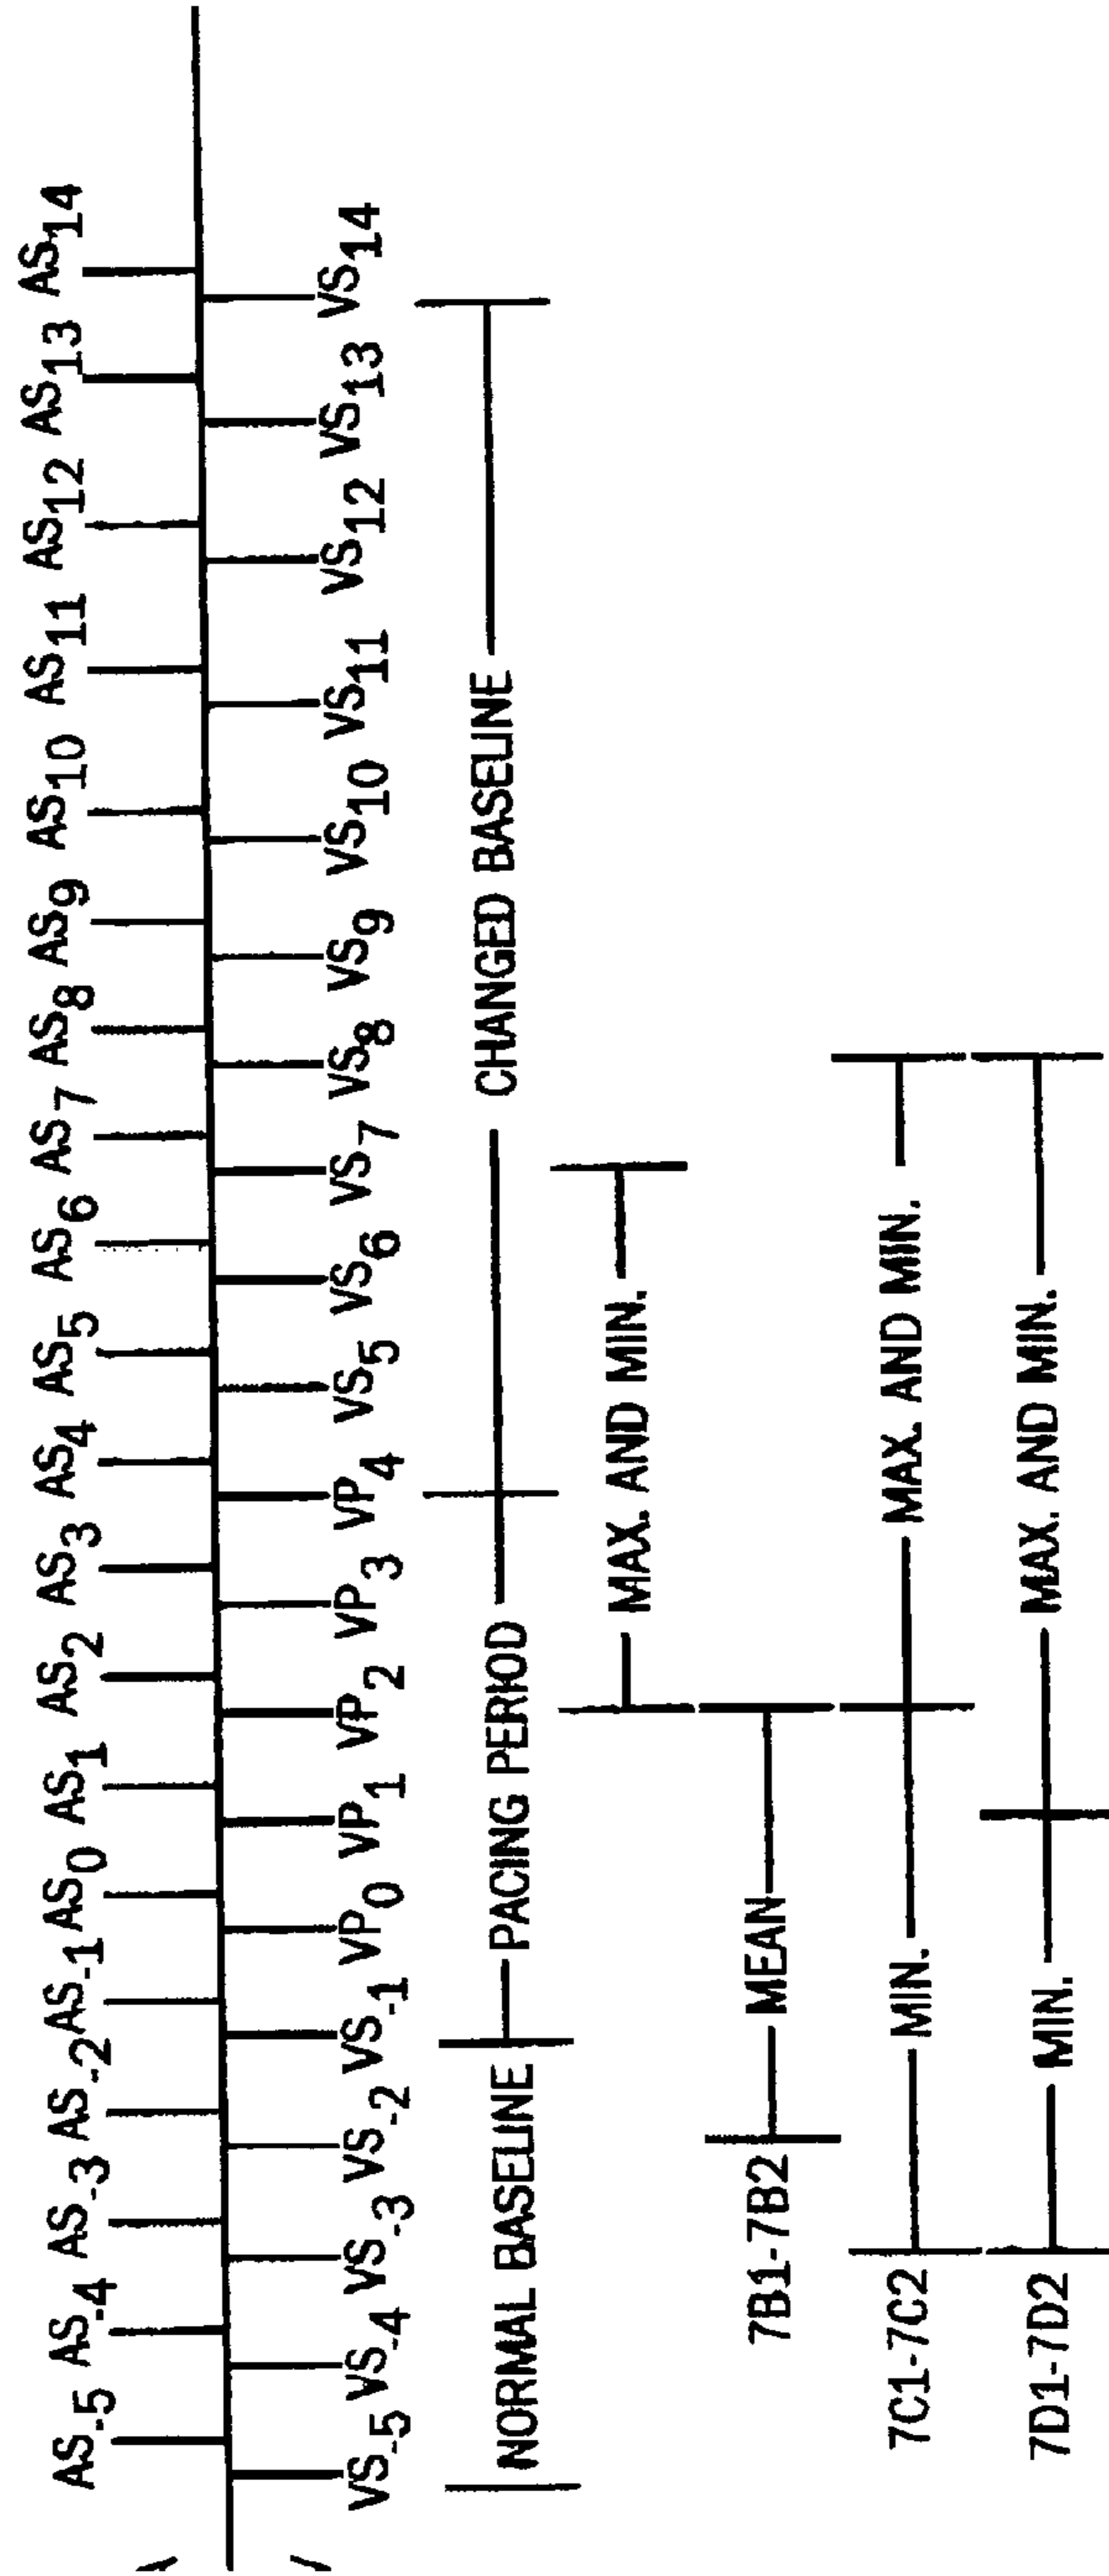 AS-5 AS-4 AS-3 AS-2 AS-1 AS0 AS1 AS2 AS3 AS4 AS5 AS6 AS7 AS8 AS9 AS10 AS11 AS12 AS13 AS14
VS-5 VS-4 VS-3 VS-2 VS-1 VP0 VP1 VP2 VP3 VP4 VS5 VS6 VS7 VS8 VS9 VS10 VS11 VS12 VS13 VS14
NORMAL BASELINE PACING PERIOD CHANGED BASELINE
MAX. AND MIN.
7B1-7B2 MEAN
7C1-7C2 MIN. MAX. AND MIN.
7D1-7D2 MIN. MAX. AND MIN.